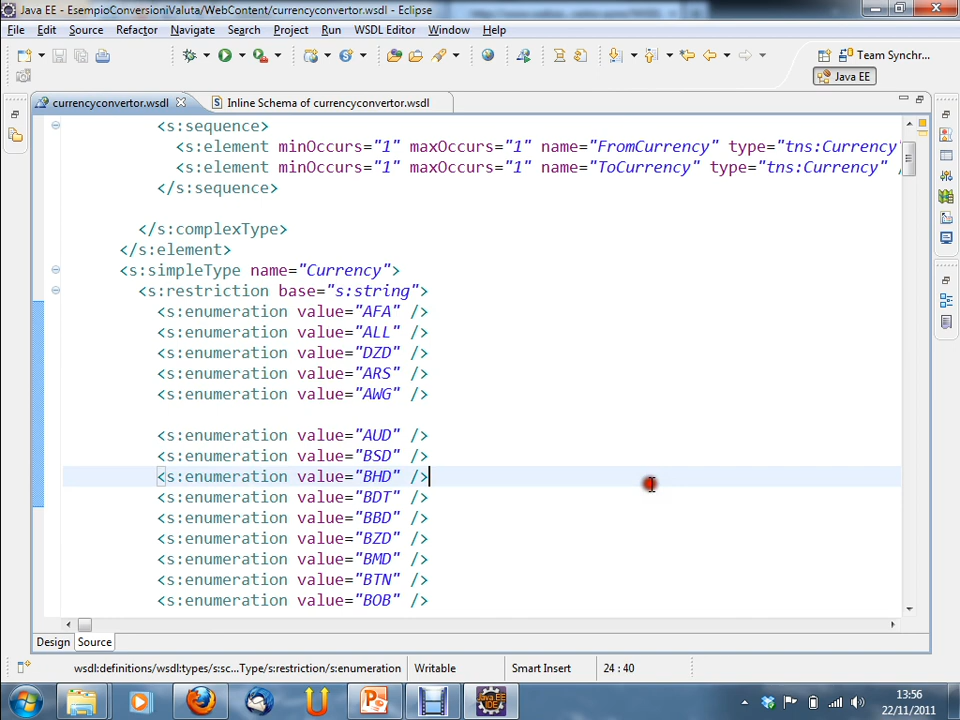 Java EE - EsempioConversioniValuta/WebContent/currencyconvertor.wsdl - Eclipse
File Edit Source Refactor Navigate Search Project Run WSDL Editor Window Help
Team Synchr...
Java EE
currencyconvertor.wsdl
Inline Schema of currencyconvertor.wsdl
<s:sequence>
<s:element minOccurs="1" maxOccurs="1" name="FromCurrency" type="tns:Currency"
<s:element minOccurs="1" maxOccurs="1" name="ToCurrency" type="tns:Currency" /
</s:sequence>
</s:complexType>
</s:element>
<s:simpleType name="Currency">
<s:restriction base="s:string">
<s:enumeration value="AFA" />
<s:enumeration value="ALL" />
<s:enumeration value="DZD" />
<s:enumeration value="ARS" />
<s:enumeration value="AWG" />
<s:enumeration value="AUD" />
<s:enumeration value="BSD" />
<s:enumeration value="BHD" />
<s:enumeration value="BDT" />
<s:enumeration value="BBD" />
<s:enumeration value="BZD" />
<s:enumeration value="BMD" />
<s:enumeration value="BTN" />
<s:enumeration value="BOB" />
Design Source
wsdl:definitions/wsdl:types/s:sc...Type/s:restriction/s:enumeration Writable Smart Insert 24 : 40
13:56
22/11/2011